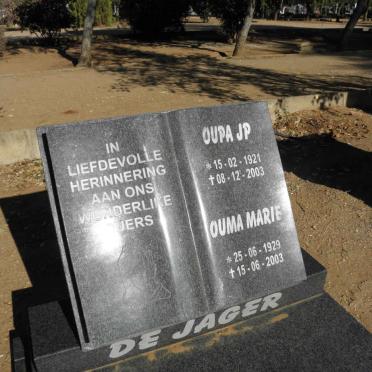 IN
LIEFDEVOLLE
HERINNERING
AAN ONS
WONDERLIKE
OUERS
OUPA JP
* 15-02-1921
† 08-12-2003
OUMA MARIE
* 25-06-1929
† 15-06-2003
DE JAGER